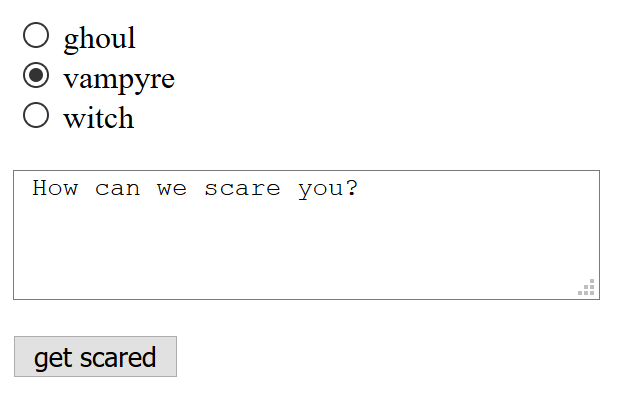 ghoul
vampyre
witch
How can we scare you?
get scared